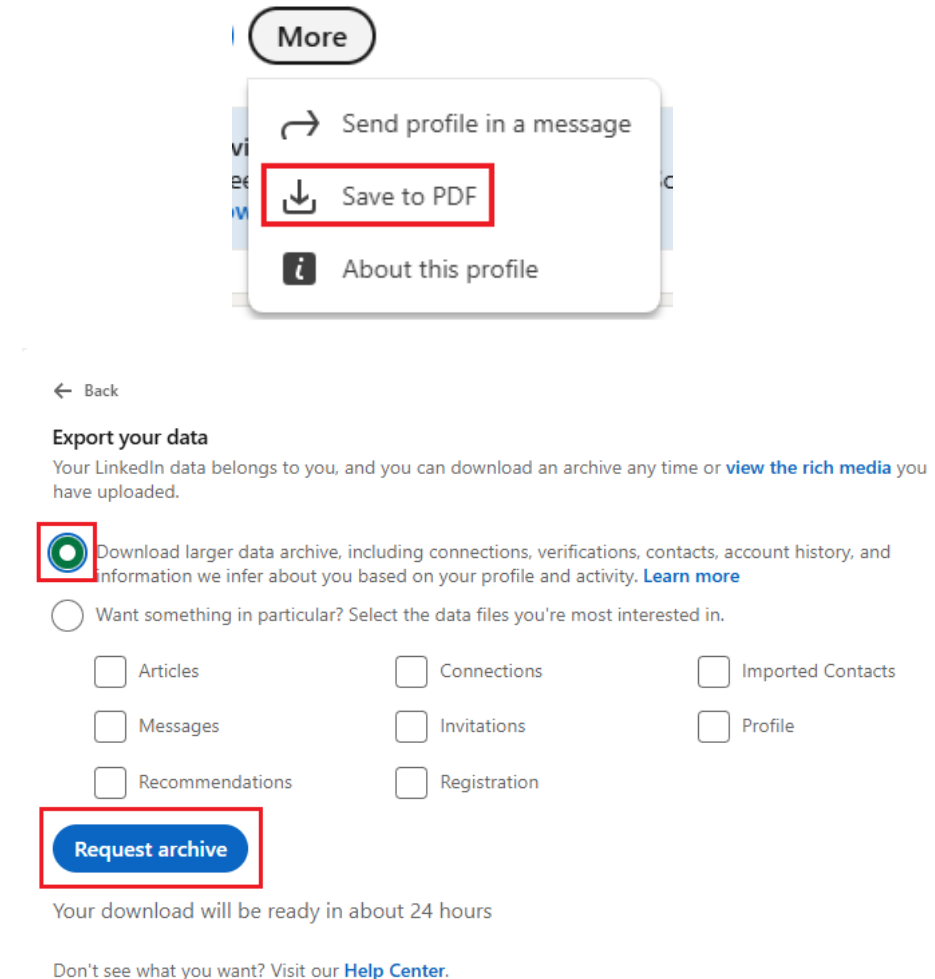 More
Send profile in a message
Save to PDF
About this profile
Back
Export your data
Your LinkedIn data belongs to you, and you can download an archive any time or view the rich media you
have uploaded.
Download larger data archive, including connections, verifications, contacts, account history, and
information we infer about you based on your profile and activity. Learn more
Want something in particular? Select the data files you're most interested in.
Articles Connections Imported Contacts
Messages Invitations Profile
Recommendations Registration
Request archive
Your download will be ready in about 24 hours
Don't see what you want? Visit our Help Center.